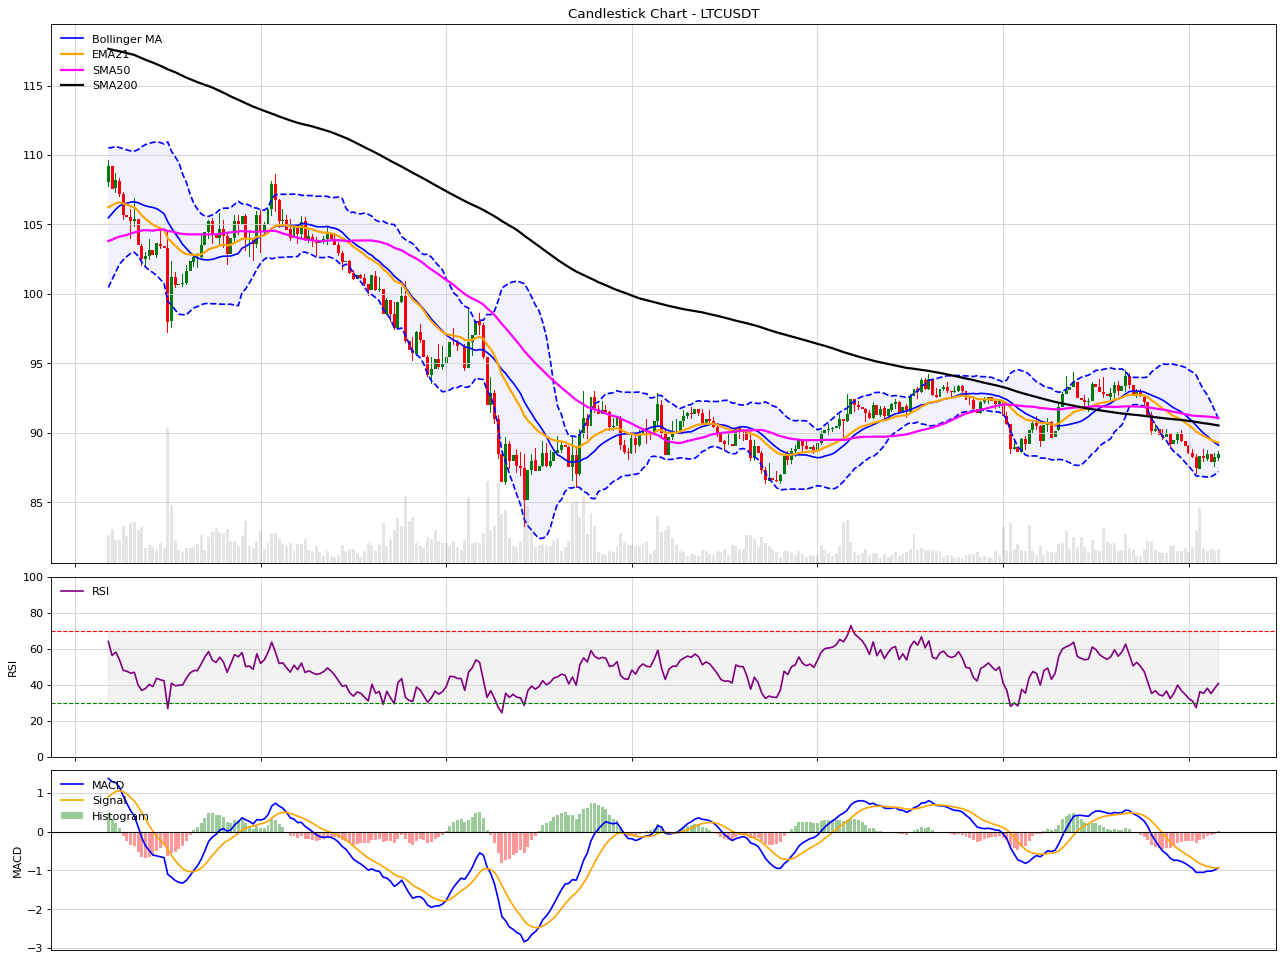 Candlestick Chart - LTCUSDT
Bollinger MA
EMA21
SMA50
SMA200
115
110
105
100
95
90
85
RSI
100
80
60
40
20
0
RSI
MACD
Signal
Histogram
1
0
−1
−2
−3
MACD